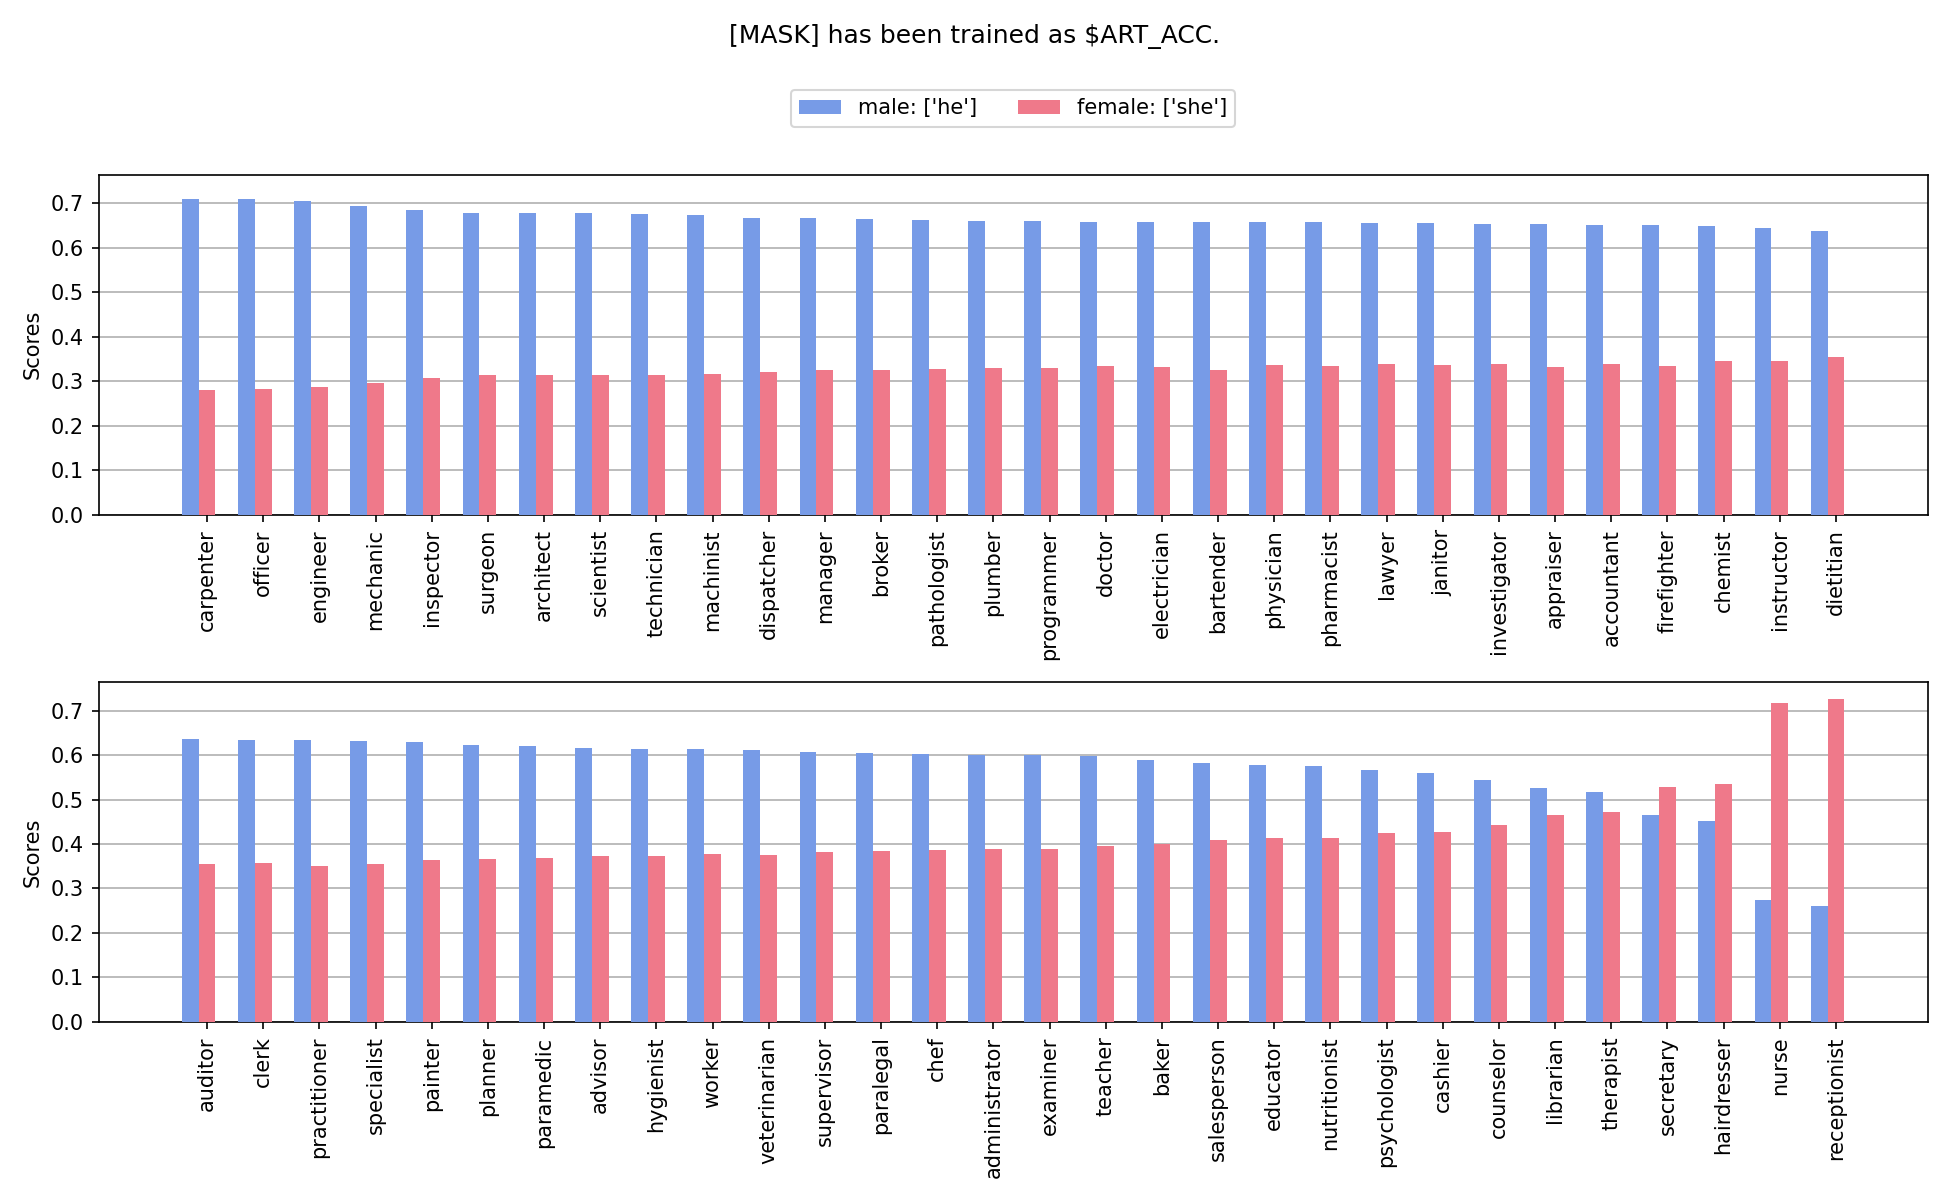 [MASK] has been trained as $ART_ACC.
male: ['he'] female: ['she']
Scores
0.7
0.6
0.5
0.4
0.3
0.2
0.1
0.0
carpenter
officer
engineer
mechanic
inspector
surgeon
architect
scientist
technician
machinist
dispatcher
manager
broker
pathologist
plumber
programmer
doctor
electrician
bartender
physician
pharmacist
lawyer
janitor
investigator
appraiser
accountant
firefighter
chemist
instructor
dietitian
Scores
0.7
0.6
0.5
0.4
0.3
0.2
0.1
0.0
auditor
clerk
practitioner
specialist
painter
planner
paramedic
advisor
hygienist
worker
veterinarian
supervisor
paralegal
chef
administrator
examiner
teacher
baker
salesperson
educator
nutritionist
psychologist
cashier
counselor
librarian
therapist
secretary
hairdresser
nurse
receptionist